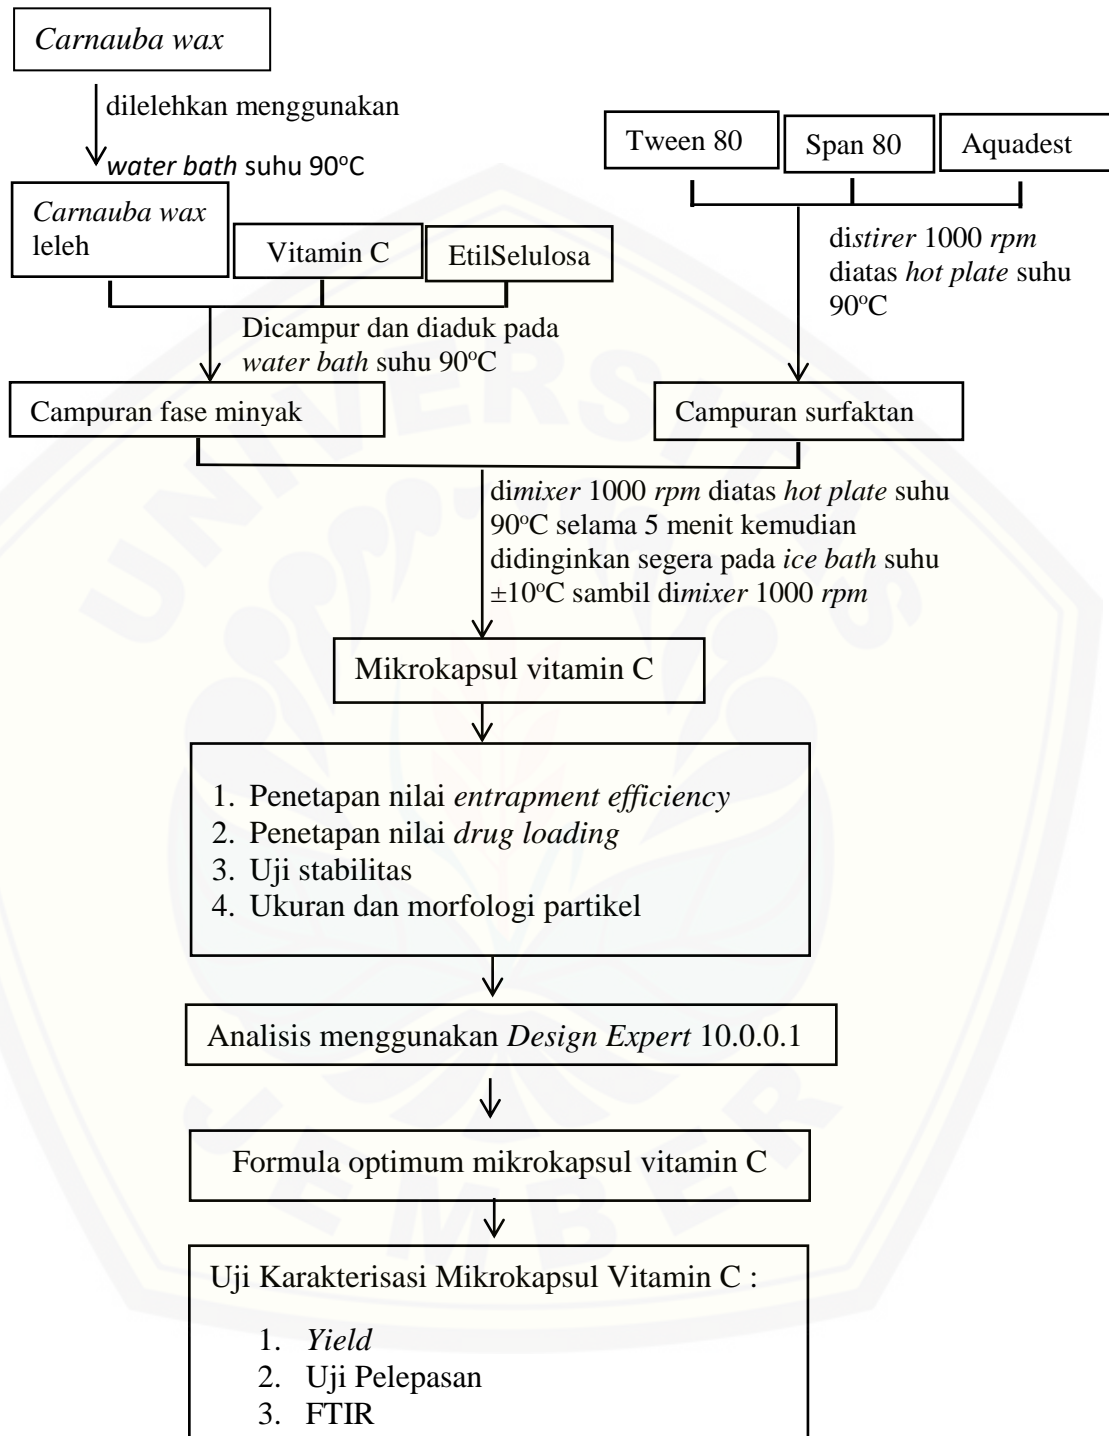 Carnauba wax
dilelehkan menggunakan
water bath suhu 90°C
Tween 80
Span 80
Aquadest
Carnauba wax
leleh
Vitamin C
EtilSelulosa
distirer 1000 rpm
diatas hot plate suhu
90°C
Dicampur dan diaduk pada
water bath suhu 90°C
Campuran fase minyak
Campuran surfaktan
dimixer 1000 rpm diatas hot plate suhu
90°C selama 5 menit kemudian
didinginkan segera pada ice bath suhu
±10°C sambil dimixer 1000 rpm
Mikrokapsul vitamin C
1. Penetapan nilai entrapment efficiency
2. Penetapan nilai drug loading
3. Uji stabilitas
4. Ukuran dan morfologi partikel
Analisis menggunakan Design Expert 10.0.0.1
Formula optimum mikrokapsul vitamin C
Uji Karakterisasi Mikrokapsul Vitamin C :
1. Yield
2. Uji Pelepasan
3. FTIR
UNIVERSITAS
JEMBER